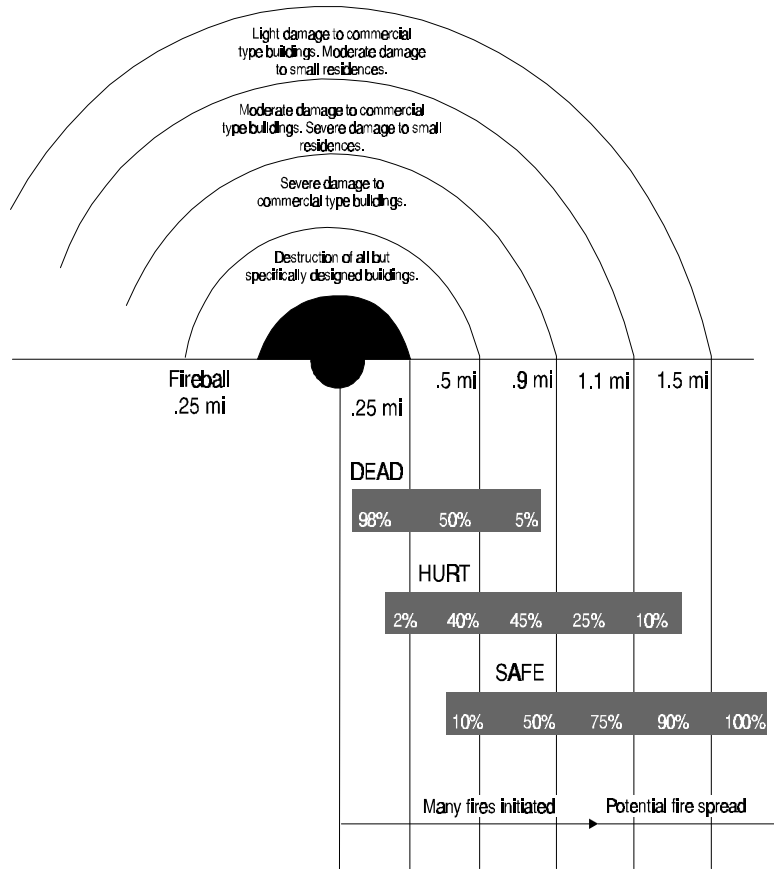 Light damage to commercial
type buildings. Moderate damage
to small residences.
Moderate damage to commercial
type buildings. Severe damage to small
residences.
Severe damage to
commercial type buildings.
Destruction of all but
specifically designed buildings.
Fireball
.25 mi
.25 mi
.5 mi
.9 mi
1.1 mi
1.5 mi
DEAD
98% 50% 5%
HURT
2% 40% 45% 25% 10%
SAFE
10% 50% 75% 90% 100%
Many fires initiated
Potential fire spread